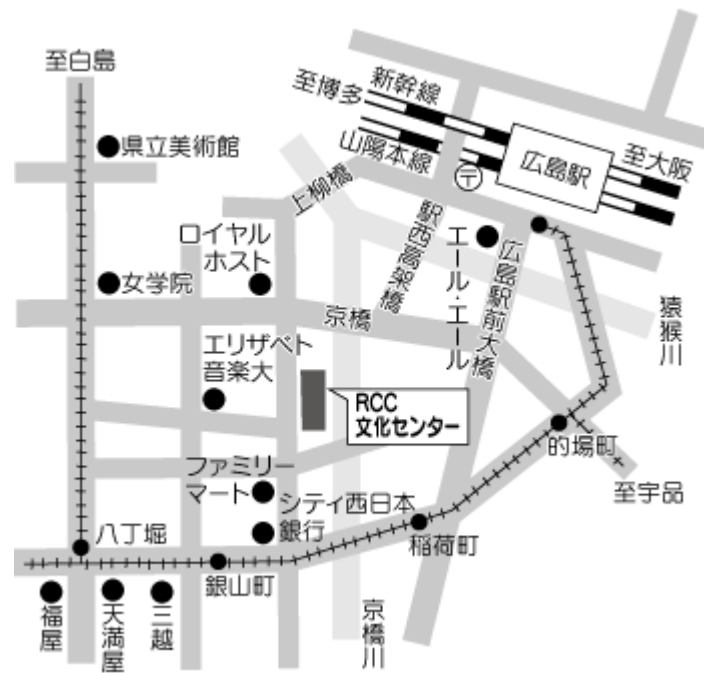 至白島
新幹線
至博多
山陽本線
広島駅
至大阪
〒
県立美術館
上柳橋
駅西高架橋
エール・エール
広島駅前大橋
猿猴川
ロイヤル
ホスト
女学院
京橋
エリザベト
音楽大
RCC
文化センター
的場町
至宇品
ファミリー
マート
シティ西日本
銀行
稲荷町
八丁堀
銀山町
福屋
天満屋
三越
京橋川